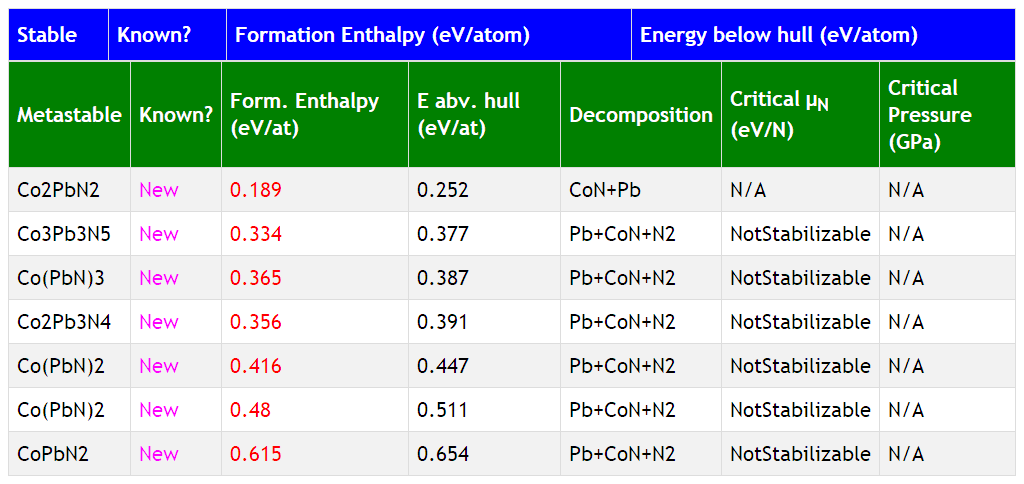 Stable Known? Formation Enthalpy (eV/atom) Energy below hull (eV/atom)
Metastable Known? Form. Enthalpy (eV/at) E abv. hull (eV/at) Decomposition Critical μN (eV/N) Critical Pressure (GPa)
Co2PbN2 New 0.189 0.252 CoN+Pb N/A N/A
Co3Pb3N5 New 0.334 0.377 Pb+CoN+N2 NotStabilizable N/A
Co(PbN)3 New 0.365 0.387 Pb+CoN+N2 NotStabilizable N/A
Co2Pb3N4 New 0.356 0.391 Pb+CoN+N2 NotStabilizable N/A
Co(PbN)2 New 0.416 0.447 Pb+CoN+N2 NotStabilizable N/A
Co(PbN)2 New 0.48 0.511 Pb+CoN+N2 NotStabilizable N/A
CoPbN2 New 0.615 0.654 Pb+CoN+N2 NotStabilizable N/A